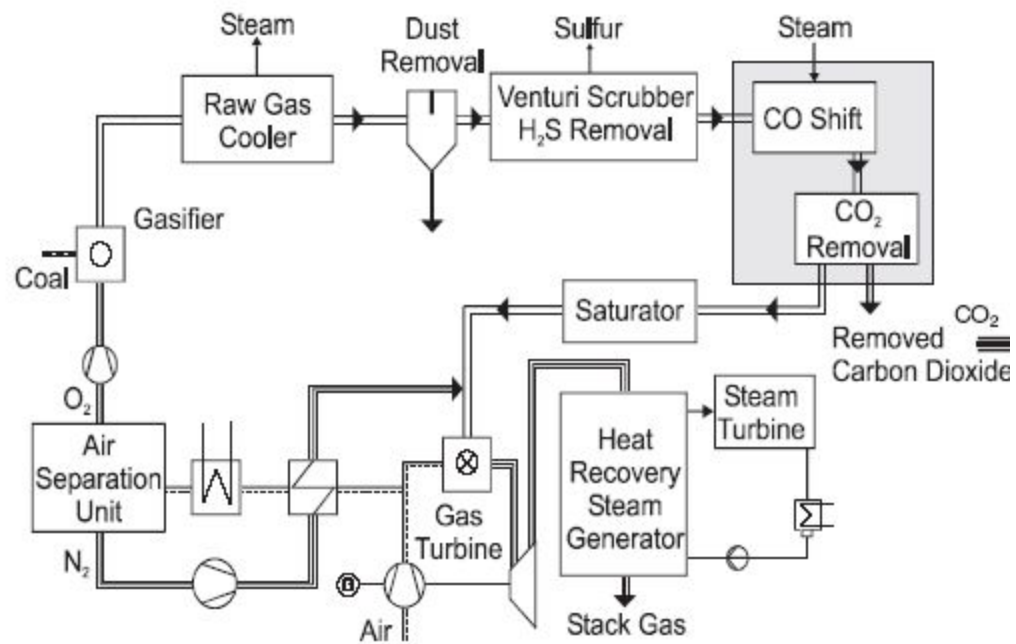 Steam
Raw Gas
Cooler
Dust
Removal
Sulfur
Venturi Scrubber
H₂S Removal
Steam
CO Shift
CO₂
Removal
Gasifier
Coal
Saturator
Removed
Carbon Dioxide
CO₂
O₂
Air
Separation
Unit
N₂
Gas
Turbine
Air
Heat
Recovery
Steam
Generator
Steam
Turbine
Stack Gas